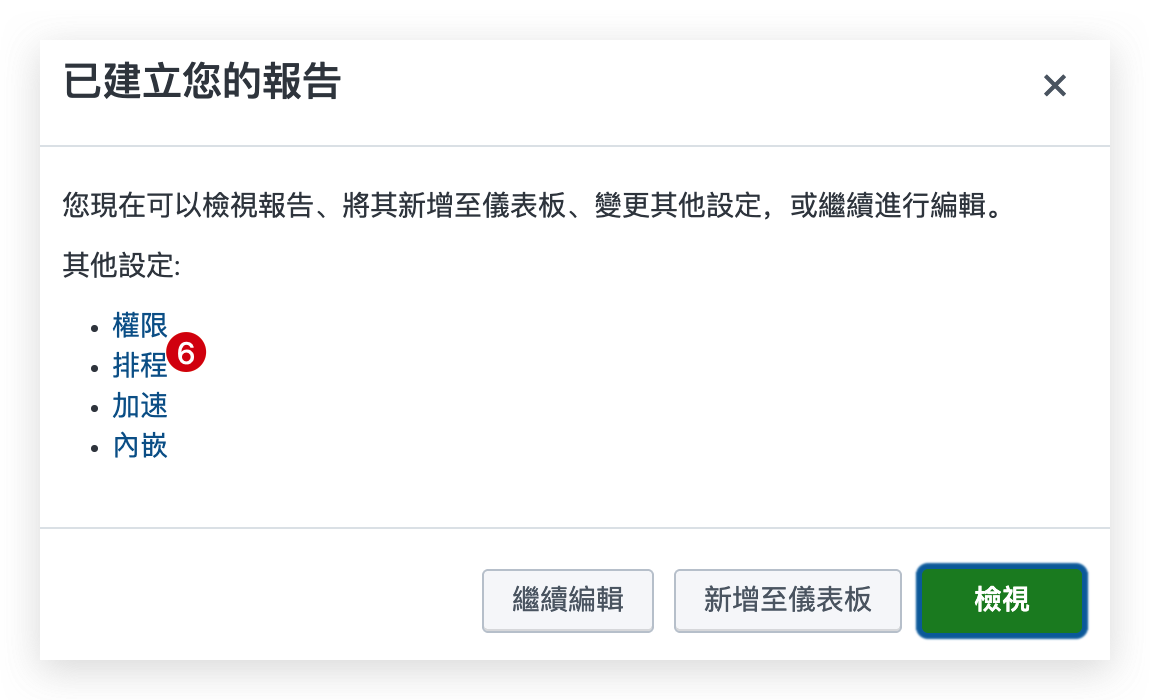 已建立您的報告
您現在可以檢視報告、將其新增至儀表板、變更其他設定，或繼續進行編輯。
其他設定:
• 權限
• 排程 6
• 加速
• 內嵌
繼續編輯 新增至儀表板 檢視